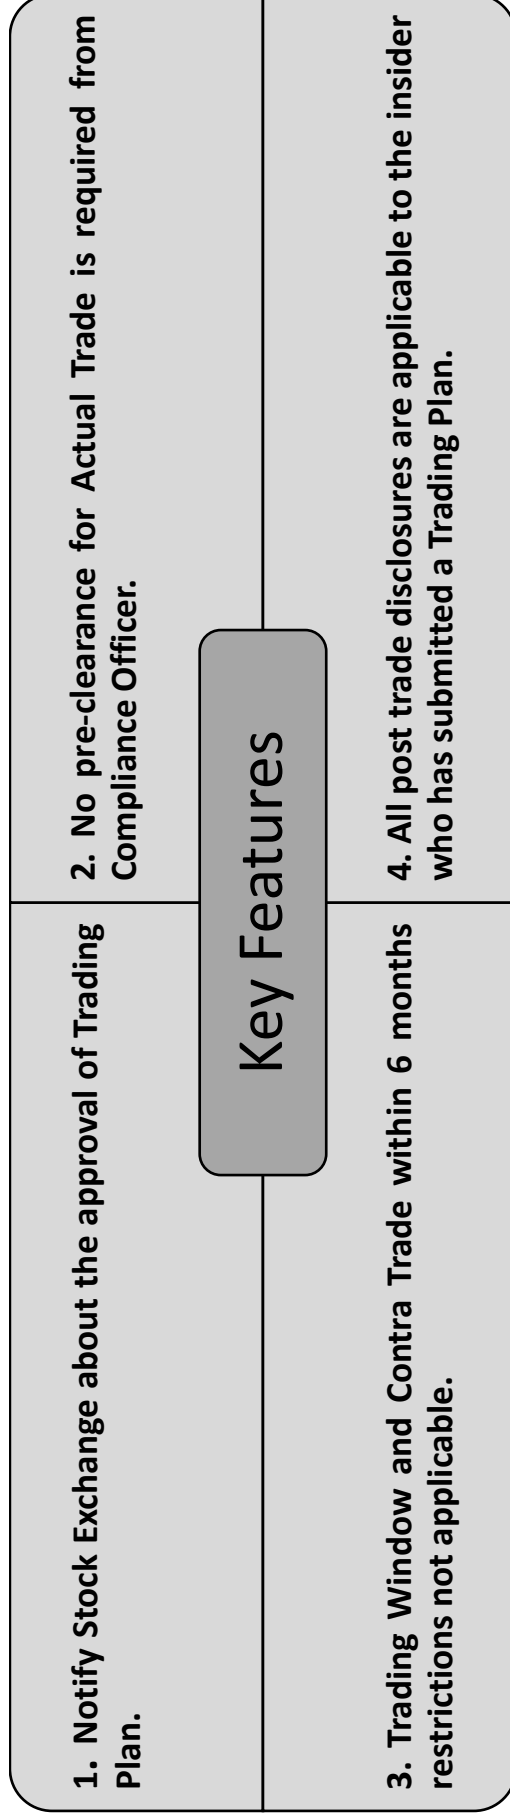 1. Notify Stock Exchange about the approval of Trading
Plan.
2. No pre-clearance for Actual Trade is required from
Compliance Officer.
Key Features
3. Trading Window and Contra Trade within 6 months
restrictions not applicable.
4. All post trade disclosures are applicable to the insider
who has submitted a Trading Plan.